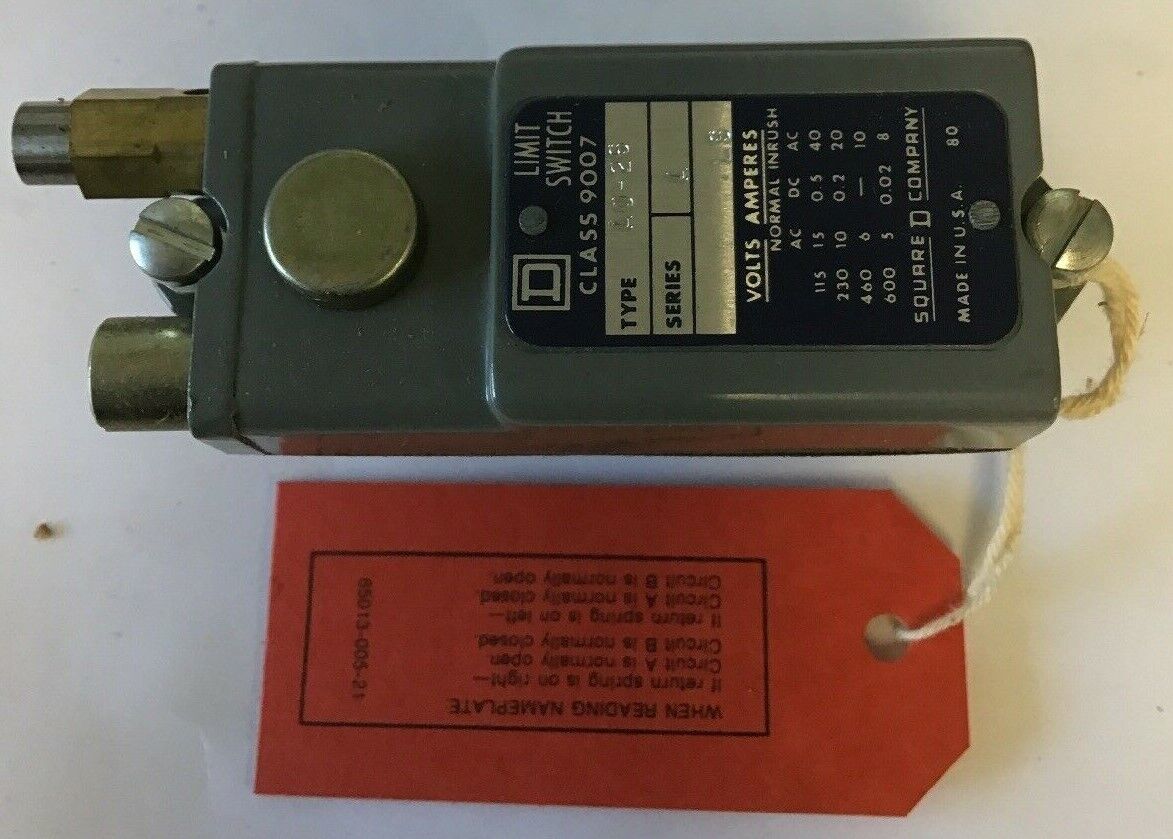 D
LIMIT
SWITCH
CLASS 9007
TYPE
SERIES
VOLTS AMPERES
NORMAL INRUSH
AC DC AC
115 15 0.5 40
230 10 0.2 20
460 6 — 10
600 5 0.02 8
SQUARE D COMPANY
MADE IN U.S.A. 80
WHEN READING NAMEPLATE
If return spring is on right—
Circuit A is normally open.
Circuit B is normally closed.
If return spring is on left—
Circuit A is normally closed.
Circuit B is normally open.
65013-005-21